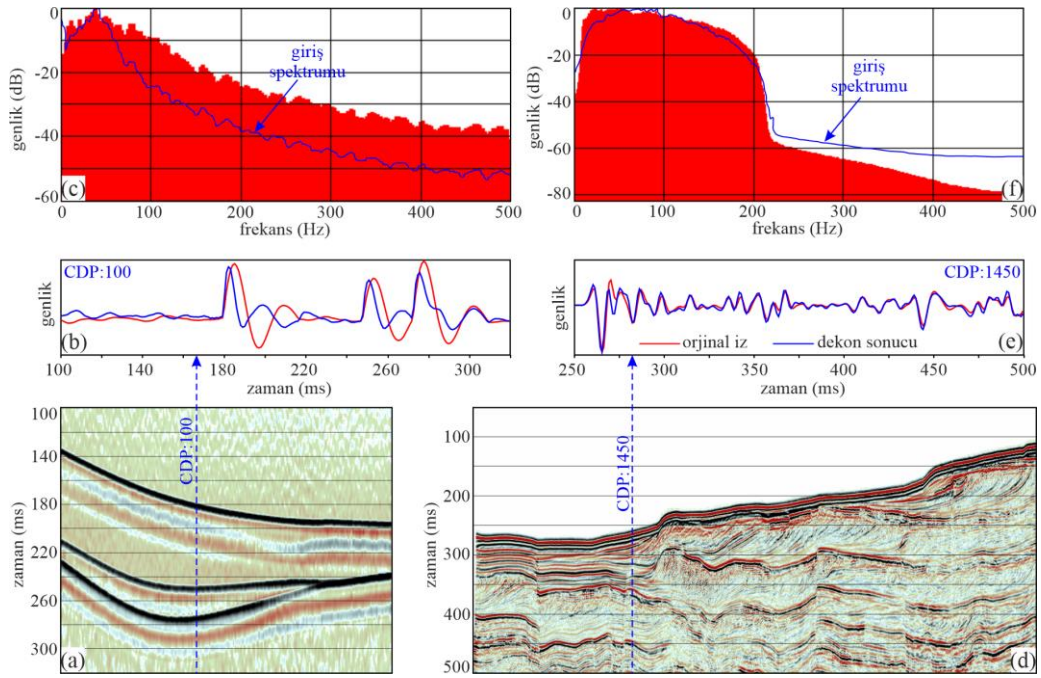 0
-20
-40
-60
genlik (dB)
giriş
spektrumu
(c)
0 100 200 300 400 500
frekans (Hz)
0
-20
-40
-60
-80
genlik (dB)
giriş
spektrumu
(f)
0 100 200 300 400 500
frekans (Hz)
CDP:100
genlik
(b)
100 140 180 220 260 300
zaman (ms)
CDP:1450
genlik
orjinal iz
dekon sonucu
(e)
250 300 350 400 450 500
zaman (ms)
100
140
180
220
260
300
zaman (ms)
CDP:100
(a)
100
200
300
400
500
zaman (ms)
CDP:1450
(d)